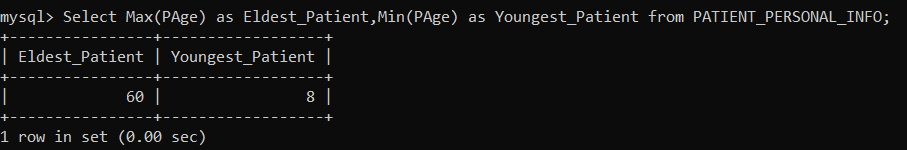 mysql> Select Max(PAge) as Eldest_Patient,Min(PAge) as Youngest_Patient from PATIENT_PERSONAL_INFO;
+----------------+------------------+
| Eldest_Patient | Youngest_Patient |
+----------------+------------------+
|             60 |                8 |
+----------------+------------------+
1 row in set (0.00 sec)